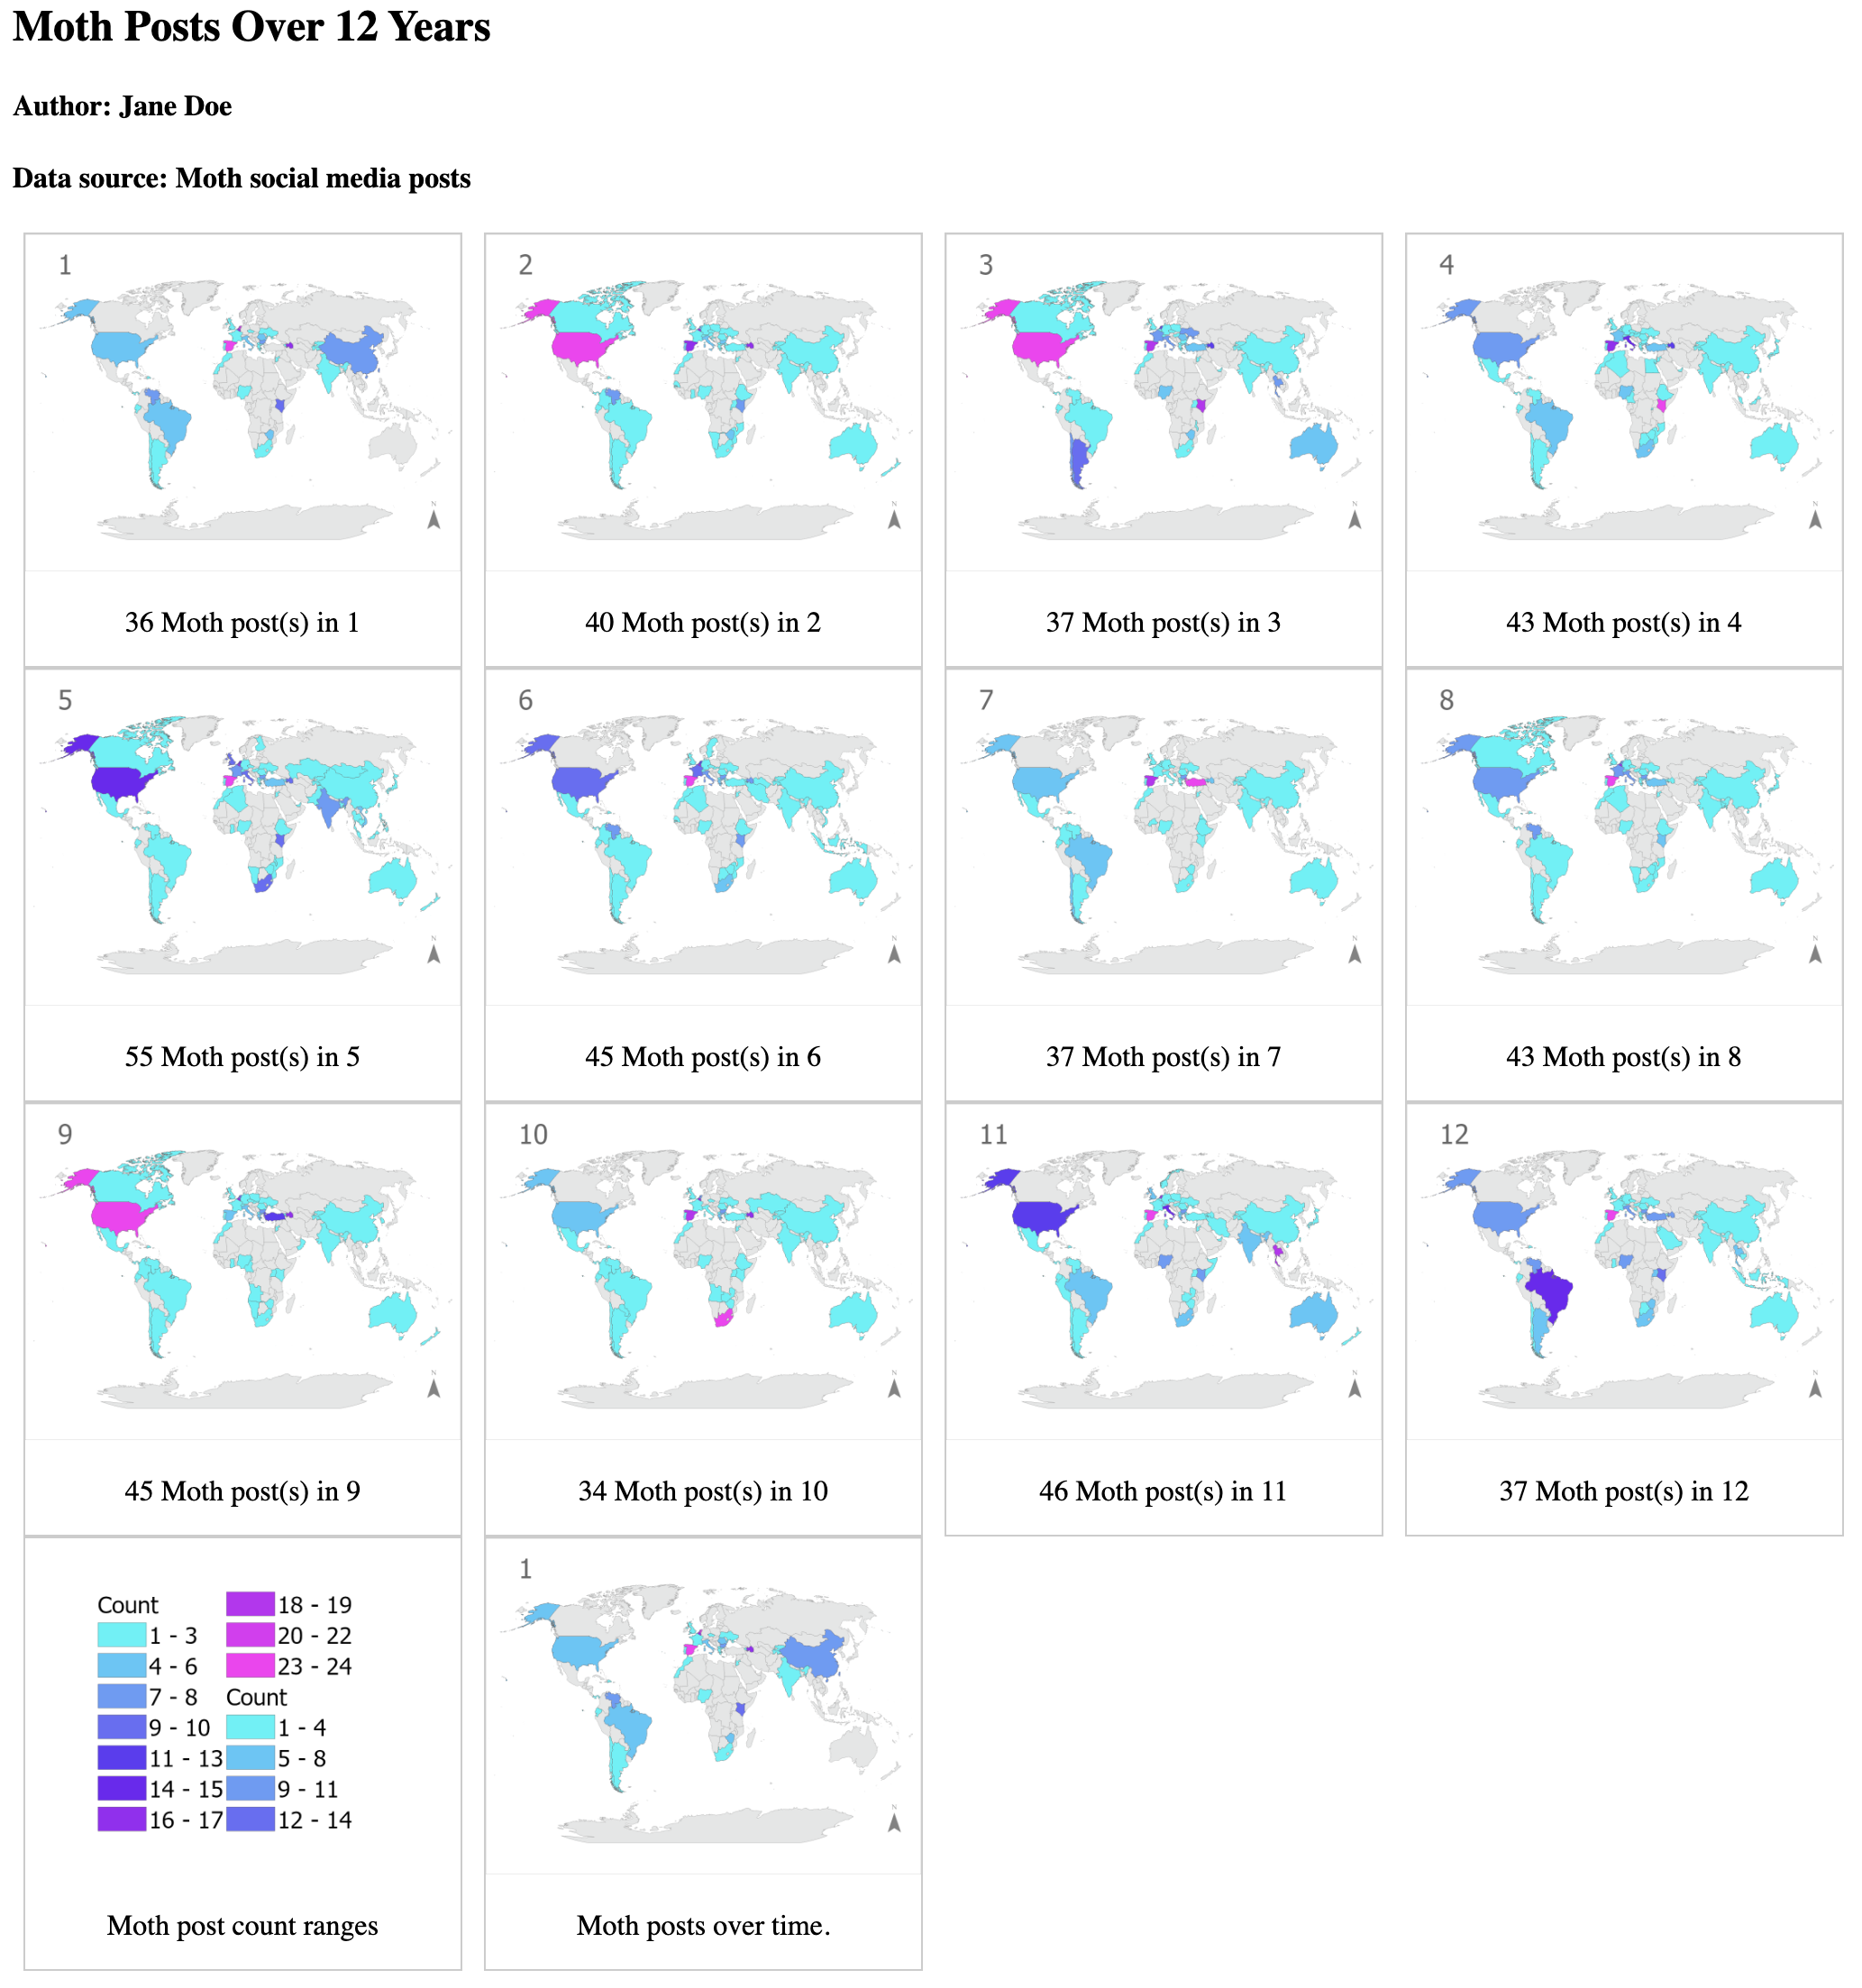 Moth Posts Over 12 Years
Author: Jane Doe
Data source: Moth social media posts
1
N
36 Moth post(s) in 1
2
N
40 Moth post(s) in 2
3
N
37 Moth post(s) in 3
4
N
43 Moth post(s) in 4
5
N
55 Moth post(s) in 5
6
N
45 Moth post(s) in 6
7
N
37 Moth post(s) in 7
8
N
43 Moth post(s) in 8
9
N
45 Moth post(s) in 9
10
N
34 Moth post(s) in 10
11
N
46 Moth post(s) in 11
12
N
37 Moth post(s) in 12
Count
1 - 3
4 - 6
7 - 8
9 - 10
11 - 13
14 - 15
16 - 17
18 - 19
20 - 22
23 - 24
Count
1 - 4
5 - 8
9 - 11
12 - 14
Moth post count ranges
1
N
Moth posts over time.